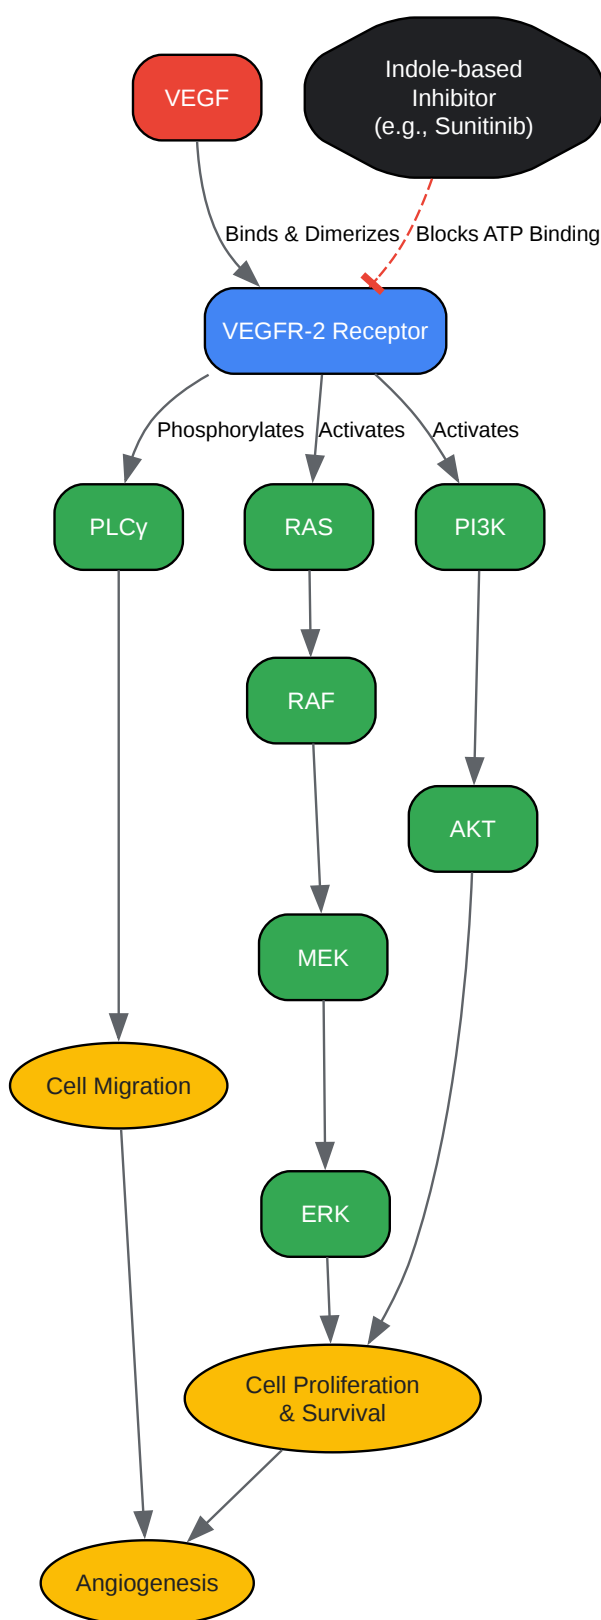 VEGF
Indole-based
Inhibitor
(e.g., Sunitinib)
Binds & Dimerizes
Blocks ATP Binding
VEGFR-2 Receptor
Phosphorylates
Activates
Activates
PLCγ
RAS
PI3K
RAF
AKT
MEK
Cell Migration
ERK
Cell Proliferation
& Survival
Angiogenesis